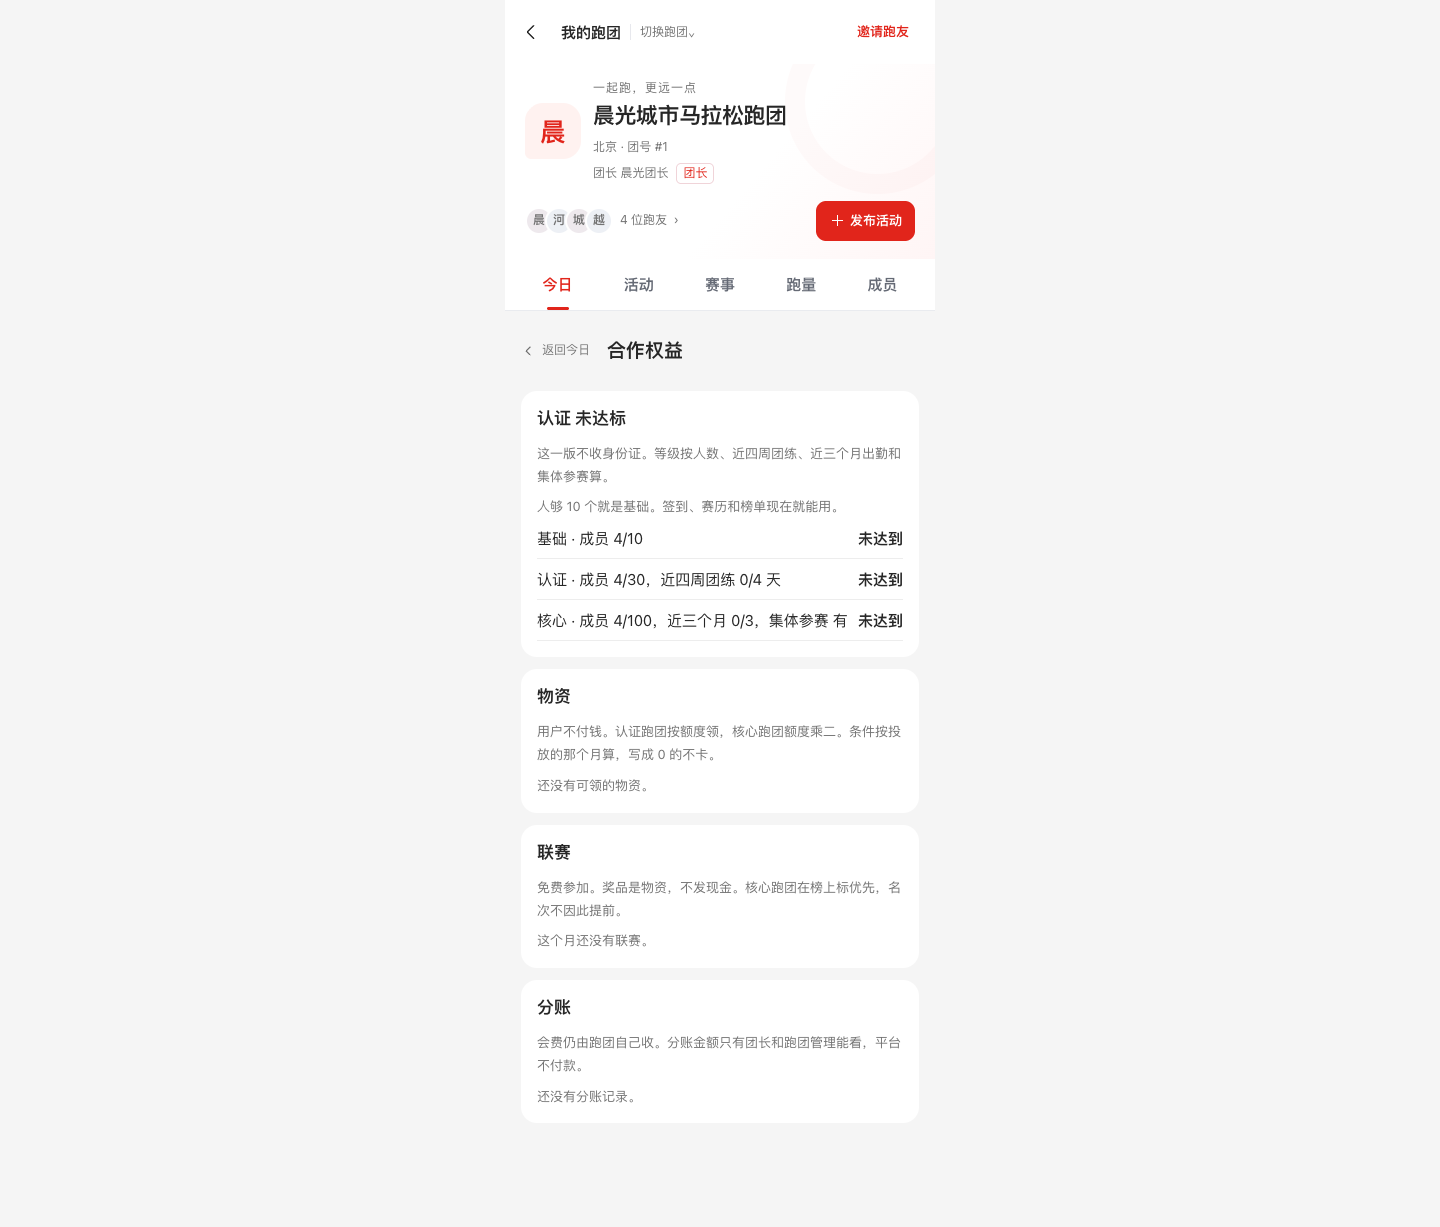 我的跑团 切换跑团 邀请跑友
一起跑，更远一点
晨
晨光城市马拉松跑团
北京 · 团号 #1
团长 晨光团长 团长
晨 河 城 越 4 位跑友 ›
发布活动
今日 活动 赛事 跑量 成员
返回今日 合作权益
认证 未达标
这一版不收身份证。等级按人数、近四周团练、近三个月出勤和
集体参赛算。
人够 10 个就是基础。签到、赛历和榜单现在就能用。
基础 · 成员 4/10 未达到
认证 · 成员 4/30，近四周团练 0/4 天 未达到
核心 · 成员 4/100，近三个月 0/3，集体参赛 有 未达到
物资
用户不付钱。认证跑团按额度领，核心跑团额度乘二。条件按投
放的那个月算，写成 0 的不卡。
还没有可领的物资。
联赛
免费参加。奖品是物资，不发现金。核心跑团在榜上标优先，名
次不因此提前。
这个月还没有联赛。
分账
会费仍由跑团自己收。分账金额只有团长和跑团管理能看，平台
不付款。
还没有分账记录。